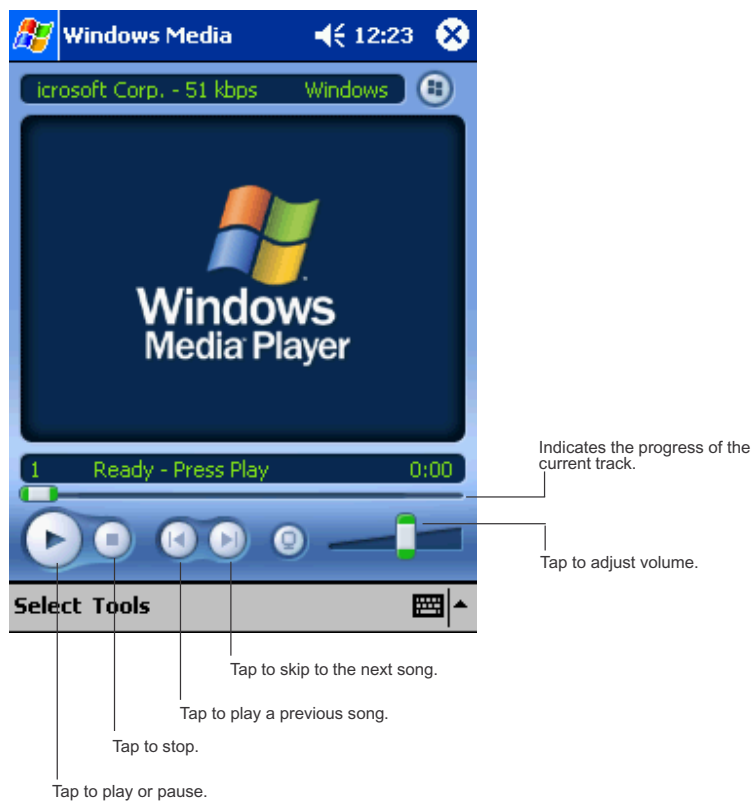 Windows Media 12:23
icrosoft Corp. - 51 kbps Windows
Windows
Media Player
Indicates the progress of the
current track.
1 Ready - Press Play 0:00
Tap to adjust volume.
Select Tools
Tap to skip to the next song.
Tap to play a previous song.
Tap to stop.
Tap to play or pause.